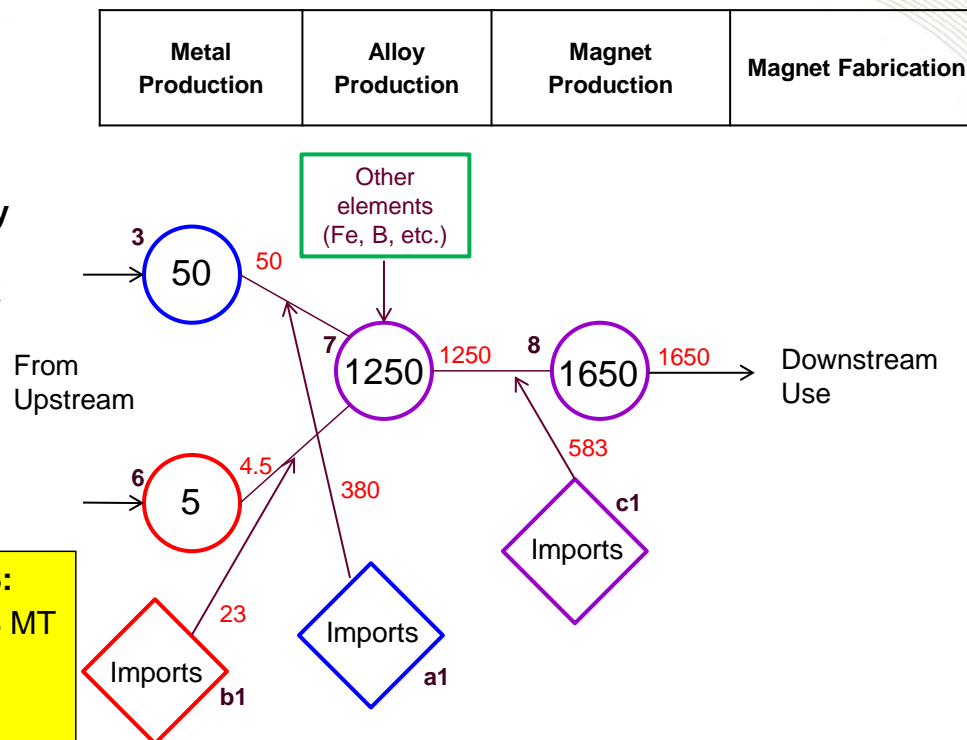 Metal
Production
Alloy
Production
Magnet
Production
Magnet Fabrication
Other
elements
(Fe, B, etc.)
y
3
50
50
From
Upstream
7
1250
1250
8
1650
1650
Downstream
Use
6
5
4.5
380
583
c1
Imports
:
MT
23
Imports
b1
Imports
a1